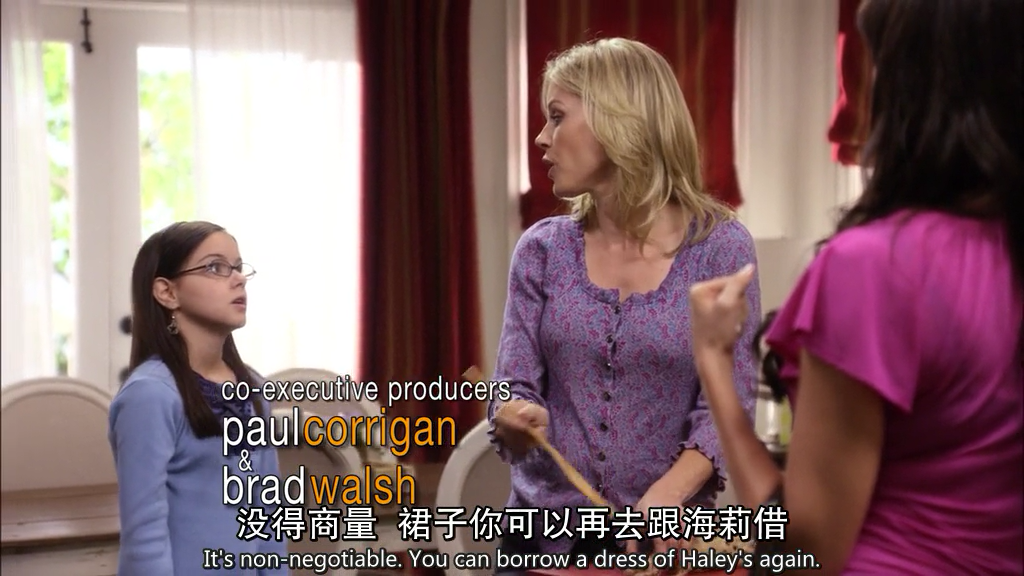 co-executive producers
paulcorrigan
&
bradwalsh
没得商量 裙子你可以再去跟海莉借
It's non-negotiable. You can borrow a dress of Haley's again.